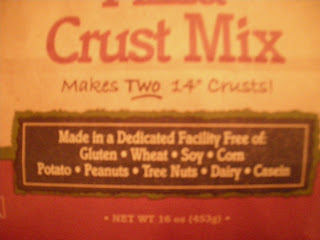 Crust Mix
Makes Two 14" Crusts!
Made in a Dedicated Facility Free of:
Gluten • Wheat • Soy • Corn
Potato • Peanuts • Tree Nuts • Dairy • Casein
• NET WT 16 oz (453g) •